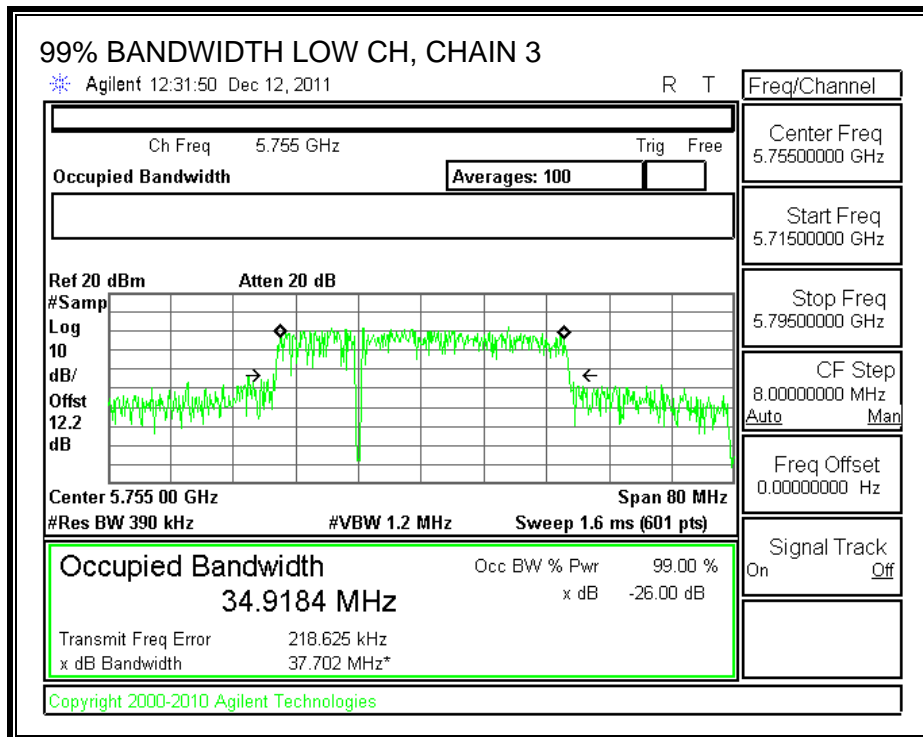 99% BANDWIDTH LOW CH, CHAIN 3
Agilent 12:31:50 Dec 12, 2011 R T
Ch Freq 5.755 GHz Trig Free
Occupied Bandwidth Averages: 100
Ref 20 dBm Atten 20 dB
#Samp
Log
10
dB/
Offst
12.2
dB
Center 5.755 00 GHz Span 80 MHz
#Res BW 390 kHz #VBW 1.2 MHz Sweep 1.6 ms (601 pts)
Occupied Bandwidth Occ BW % Pwr 99.00 %
34.9184 MHz x dB -26.00 dB
Transmit Freq Error 218.625 kHz
x dB Bandwidth 37.702 MHz*
Copyright 2000-2010 Agilent Technologies
Freq/Channel
Center Freq
5.75500000 GHz
Start Freq
5.71500000 GHz
Stop Freq
5.79500000 GHz
CF Step
8.00000000 MHz
Auto Man
Freq Offset
0.00000000 Hz
Signal Track
On Off